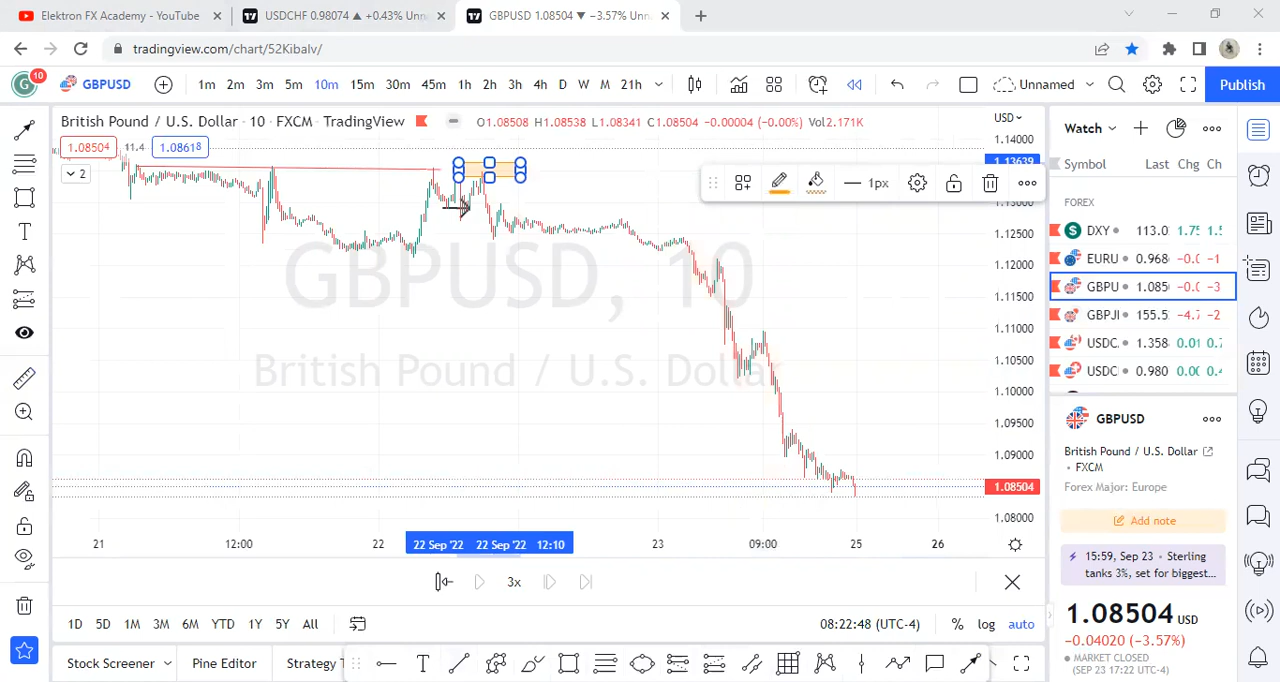 Elektron FX Academy - YouTube
USDCHF 0.98074 ▲ +0.43% Unn
GBPUSD 1.08504 ▼ −3.57% Unn
tradingview.com/chart/52Kibalv/
G 10 GBPUSD 1m 2m 3m 5m 10m 15m 30m 45m 1h 2h 3h 4h D W M 21h Unnamed Publish
British Pound / U.S. Dollar · 10 · FXCM · TradingView O1.08508 H1.08538 L1.08341 C1.08504 −0.00004 (−0.00%) Vol2.171K
USD
1.08504 11.4 1.08618
2
1.14000
1.13639
1.13000
1.12500
1.12000
1.11500
1.11000
1.10500
1.10000
1.09500
1.09000
1.08504
1.08000
1px
GBPUSD, 10
British Pound / U.S. Dollar
21 12:00 22 22 Sep '22 22 Sep '22 12:10 23 09:00 25 26
3x
1D 5D 1M 3M 6M YTD 1Y 5Y All 08:22:48 (UTC-4) % log auto
Stock Screener Pine Editor Strategy
Watch
Symbol Last Chg Ch
FOREX
DXY 113.0 1.75 1.5
EURU 0.968 −0.0 −1
GBPU 1.085 −0.0 −3
GBPJI 155.5 −4.7 −2
USDC 1.358 0.01 0.7
USDCI 0.980 0.00 0.4
GBPUSD
British Pound / U.S. Dollar
• FXCM
Forex Major: Europe
Add note
15:59, Sep 23 • Sterling
tanks 3%, set for biggest...
1.08504 USD
−0.04020 (−3.57%)
• MARKET CLOSED
(SEP 23 17:22 UTC-4)